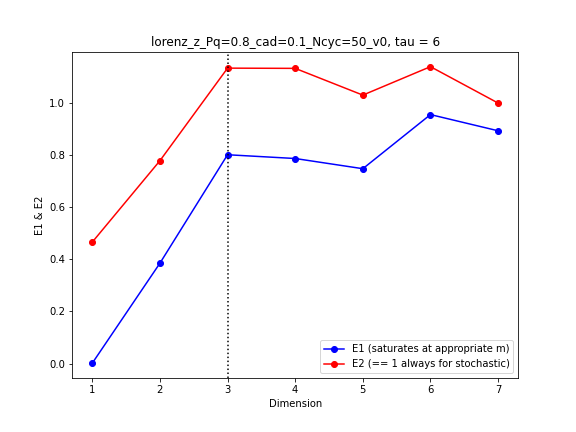 lorenz_z_Pq=0.8_cad=0.1_Ncyc=50_v0, tau = 6
E1 & E2
1.0
0.8
0.6
0.4
0.2
0.0
E1 (saturates at appropriate m)
E2 (== 1 always for stochastic)
1 2 3 4 5 6 7
Dimension